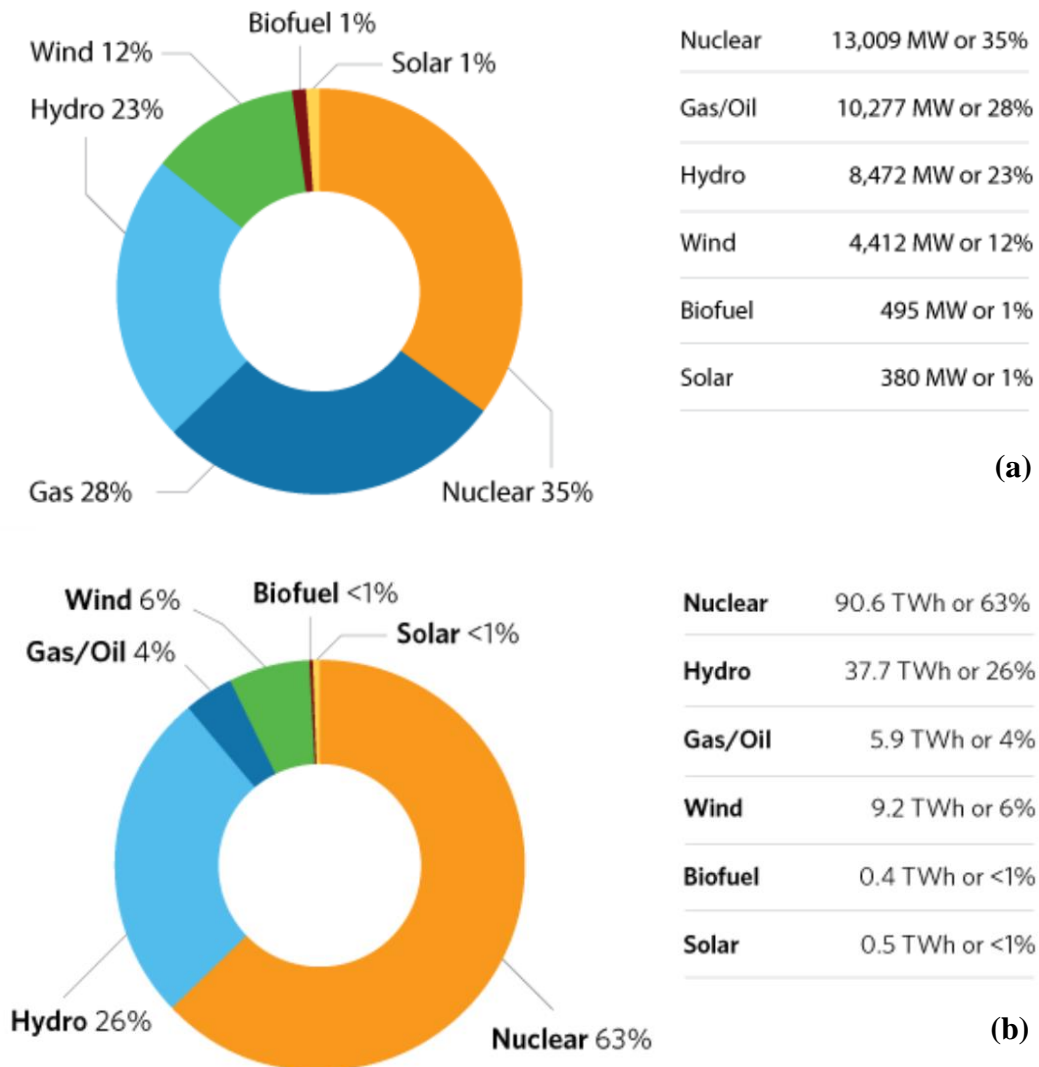 Biofuel 1%
Wind 12%
Solar 1%
Hydro 23%
Gas 28%
Nuclear 35%
Nuclear 13,009 MW or 35%
Gas/Oil 10,277 MW or 28%
Hydro 8,472 MW or 23%
Wind 4,412 MW or 12%
Biofuel 495 MW or 1%
Solar 380 MW or 1%
(a)
Biofuel <1%
Wind 6%
Solar <1%
Gas/Oil 4%
Hydro 26%
Nuclear 63%
Nuclear 90.6 TWh or 63%
Hydro 37.7 TWh or 26%
Gas/Oil 5.9 TWh or 4%
Wind 9.2 TWh or 6%
Biofuel 0.4 TWh or <1%
Solar 0.5 TWh or <1%
(b)